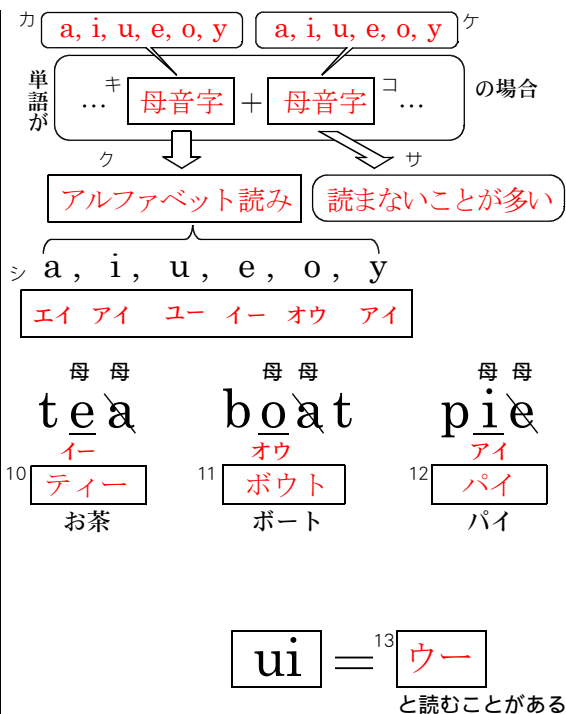 カ a, i, u, e, o, y a, i, u, e, o, y ケ
単語が … キ 母音字 + 母音字 コ … の場合
ク サ
アルファベット読み 読まないことが多い
シ a , i , u , e , o , y
エイ アイ ユー イー オウ アイ
母 母 母 母 母 母
tea boat pie
イー オウ アイ
10 ティー 11 ボウト 12 パイ
お茶 ボート パイ
ui = 13 ウー
と読むことがある